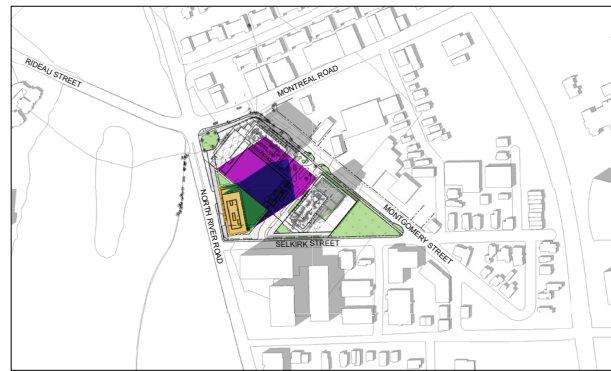 RIDEAU STREET
MONTREAL ROAD
NORTH RIVER ROAD
MONTGOMERY STREET
SELKIRK STREET